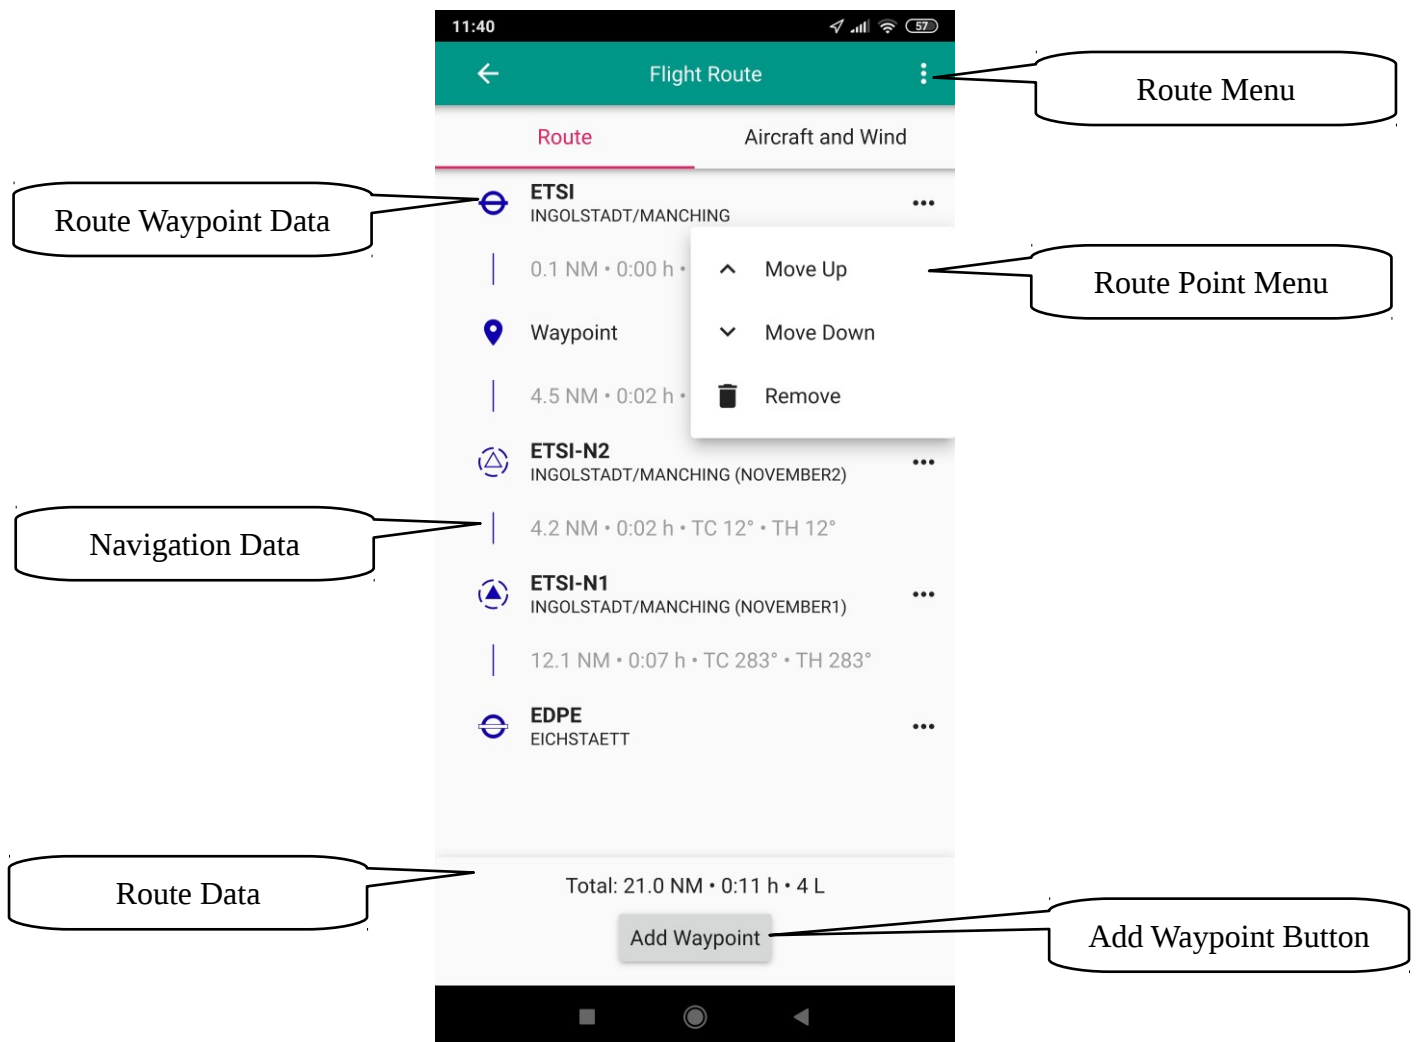 11:40
57
Flight Route
Route Menu
Route
Aircraft and Wind
Route Waypoint Data
ETSI
INGOLSTADT/MANCHING
0.1 NM • 0:00 h •
Move Up
Route Point Menu
Waypoint
Move Down
4.5 NM • 0:02 h •
Remove
ETSI-N2
INGOLSTADT/MANCHING (NOVEMBER2)
Navigation Data
4.2 NM • 0:02 h • TC 12° • TH 12°
ETSI-N1
INGOLSTADT/MANCHING (NOVEMBER1)
12.1 NM • 0:07 h • TC 283° • TH 283°
EDPE
EICHSTAETT
Route Data
Total: 21.0 NM • 0:11 h • 4 L
Add Waypoint
Add Waypoint Button